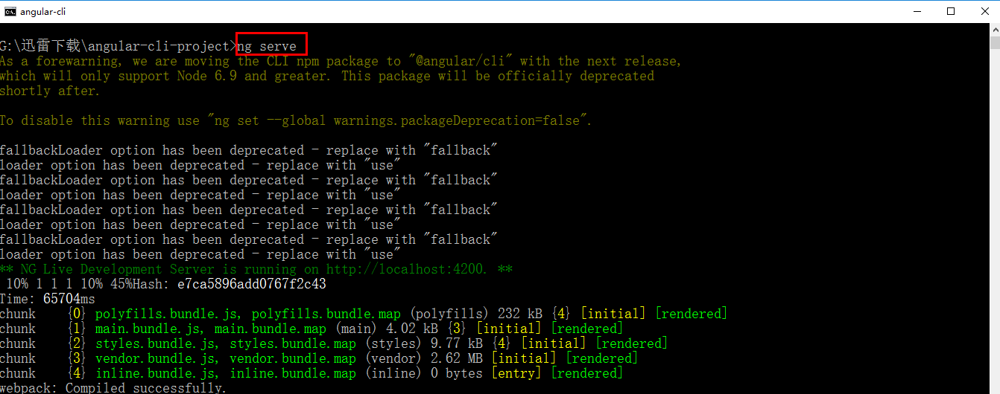 angular-cli
G:\迅雷下载\angular-cli-project>ng serve
As a forewarning, we are moving the CLI npm package to "@angular/cli" with the next release,
which will only support Node 6.9 and greater. This package will be officially deprecated
shortly after.
To disable this warning use "ng set --global warnings.packageDeprecation=false".
fallbackLoader option has been deprecated - replace with "fallback"
loader option has been deprecated - replace with "use"
fallbackLoader option has been deprecated - replace with "fallback"
loader option has been deprecated - replace with "use"
fallbackLoader option has been deprecated - replace with "fallback"
loader option has been deprecated - replace with "use"
fallbackLoader option has been deprecated - replace with "fallback"
loader option has been deprecated - replace with "use"
** NG Live Development Server is running on http://localhost:4200. **
10% 1 1 1 10% 45%Hash: e7ca5896add0767f2c43
Time: 65704ms
chunk    {0} polyfills.bundle.js, polyfills.bundle.map (polyfills) 232 kB {4} [initial] [rendered]
chunk    {1} main.bundle.js, main.bundle.map (main) 4.02 kB {3} [initial] [rendered]
chunk    {2} styles.bundle.js, styles.bundle.map (styles) 9.77 kB {4} [initial] [rendered]
chunk    {3} vendor.bundle.js, vendor.bundle.map (vendor) 2.62 MB [initial] [rendered]
chunk    {4} inline.bundle.js, inline.bundle.map (inline) 0 bytes [entry] [rendered]
webpack: Compiled successfully.